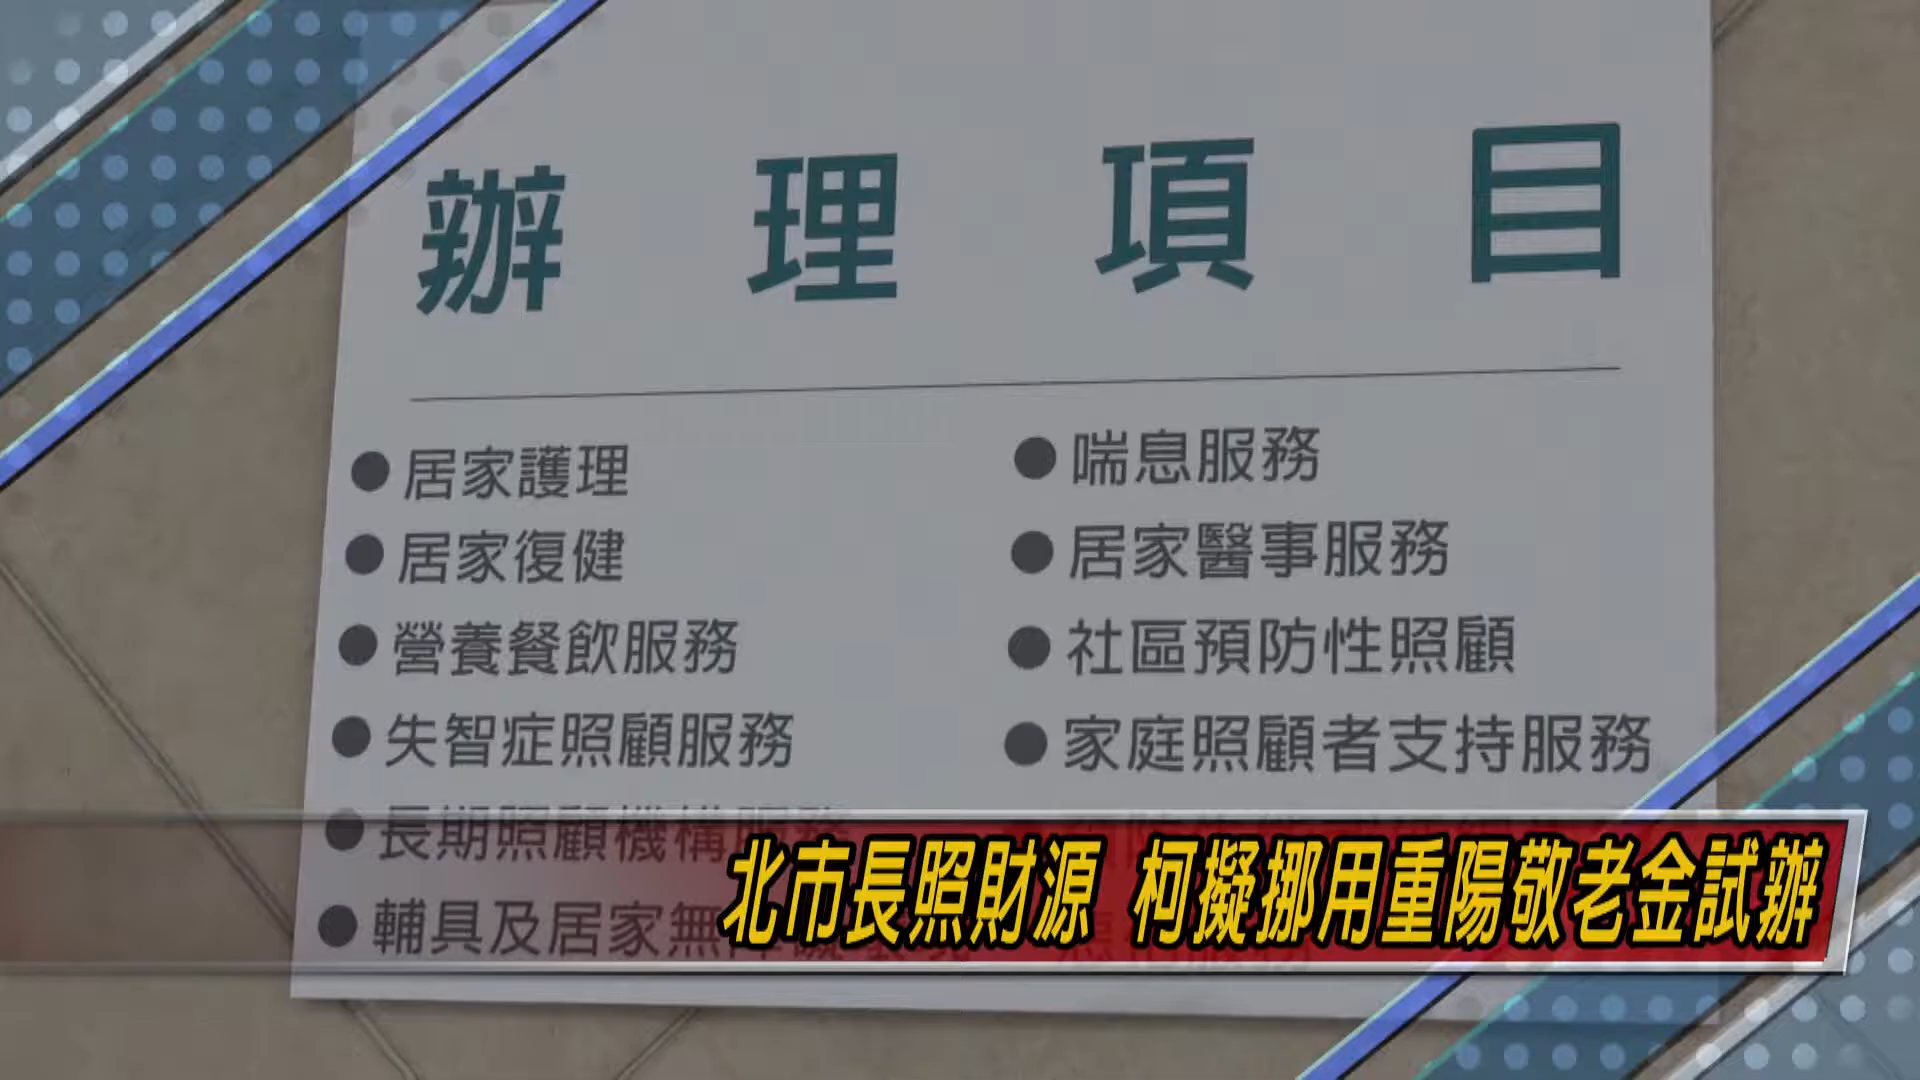 辦理項目
居家護理
居家復健
營養餐飲服務
失智症照顧服務
長期照顧機構服務
輔具及居家無
喘息服務
居家醫事服務
社區預防性照顧
家庭照顧者支持服務
北市長照財源 柯擬挪用重陽敬老金試辦